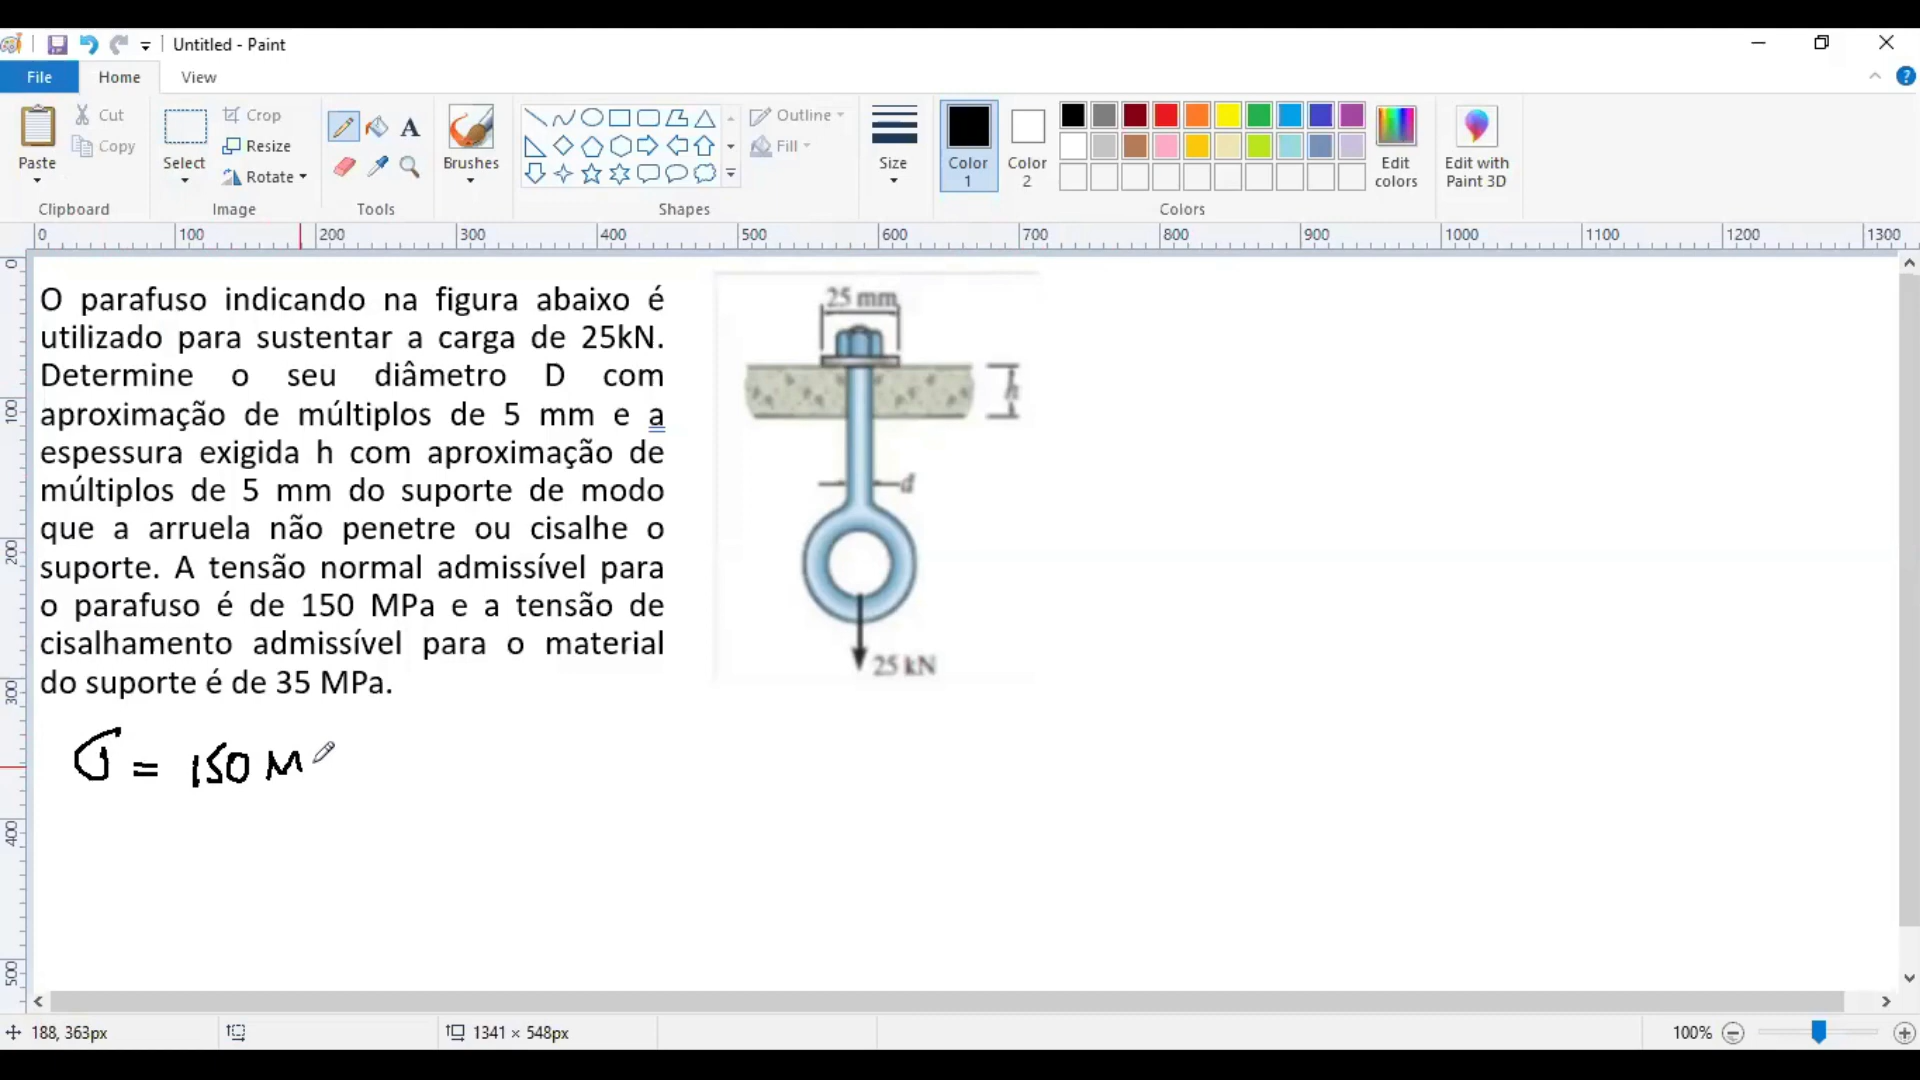 Untitled - Paint
File Home View
Paste
Cut
Copy
Clipboard
Select
Crop
Resize
Rotate
Image
Tools
Brushes
Shapes
Outline
Fill
Size
Color 1
Color 2
Colors
Edit colors
Edit with Paint 3D
0 100 200 300 400 500 600 700 800 900 1000 1100 1200 1300
0
100
200
300
400
500
O parafuso indicando na figura abaixo é
utilizado para sustentar a carga de 25kN.
Determine o seu diâmetro D com
aproximação de múltiplos de 5 mm e a
espessura exigida h com aproximação de
múltiplos de 5 mm do suporte de modo
que a arruela não penetre ou cisalhe o
suporte. A tensão normal admissível para
o parafuso é de 150 MPa e a tensão de
cisalhamento admissível para o material
do suporte é de 35 MPa.
25 mm
h
d
25 kN
σ = 150 M
188, 363px
1341 × 548px
100%